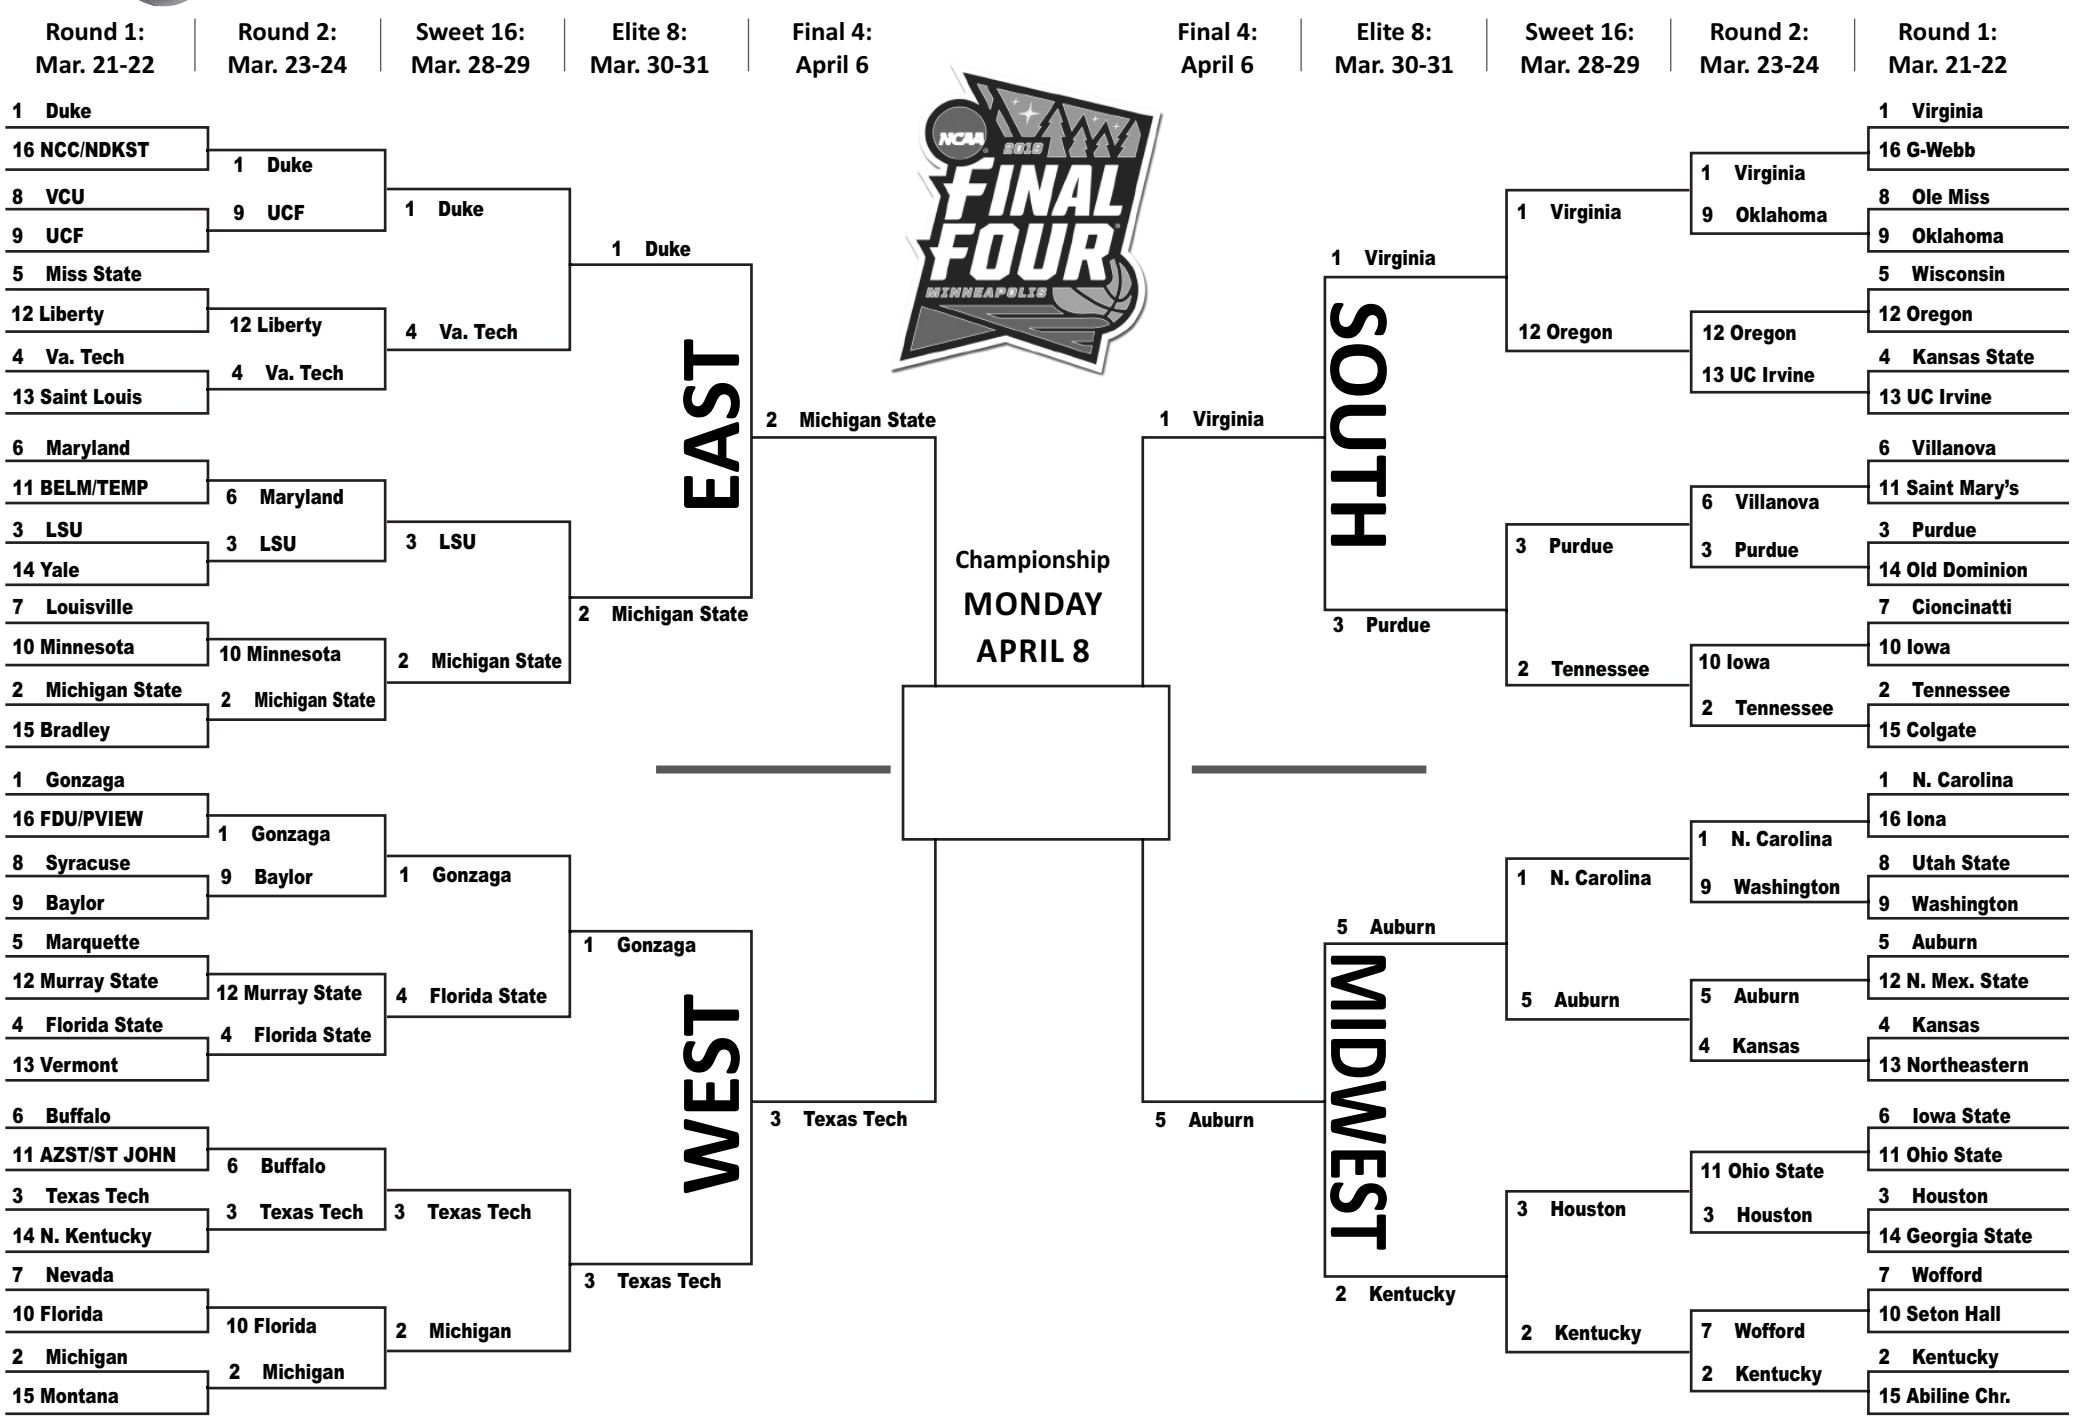 Round 1:
Mar. 21-22
Round 2:
Mar. 23-24
Sweet 16:
Mar. 28-29
Elite 8:
Mar. 30-31
Final 4:
April 6
Final 4:
April 6
Elite 8:
Mar. 30-31
Sweet 16:
Mar. 28-29
Round 2:
Mar. 23-24
Round 1:
Mar. 21-22
1 Duke
16 NCC/NDKST
8 VCU
9 UCF
5 Miss State
12 Liberty
4 Va. Tech
13 Saint Louis
6 Maryland
11 BELM/TEMP
3 LSU
14 Yale
7 Louisville
10 Minnesota
2 Michigan State
15 Bradley
1 Duke
9 UCF
12 Liberty
4 Va. Tech
6 Maryland
3 LSU
10 Minnesota
2 Michigan State
1 Duke
4 Va. Tech
3 LSU
2 Michigan State
1 Duke
2 Michigan State
EAST
2 Michigan State
1 Gonzaga
16 FDU/PVIEW
8 Syracuse
9 Baylor
5 Marquette
12 Murray State
4 Florida State
13 Vermont
6 Buffalo
11 AZST/ST JOHN
3 Texas Tech
14 N. Kentucky
7 Nevada
10 Florida
2 Michigan
15 Montana
1 Gonzaga
9 Baylor
12 Murray State
4 Florida State
6 Buffalo
3 Texas Tech
10 Florida
2 Michigan
1 Gonzaga
4 Florida State
3 Texas Tech
2 Michigan
1 Gonzaga
3 Texas Tech
WEST
3 Texas Tech
NCAA
2019
FINAL
FOUR
MINNEAPOLIS
Championship
MONDAY
APRIL 8
1 Virginia
SOUTH
1 Virginia
3 Purdue
1 Virginia
12 Oregon
3 Purdue
2 Tennessee
1 Virginia
9 Oklahoma
12 Oregon
13 UC Irvine
6 Villanova
3 Purdue
10 Iowa
2 Tennessee
1 Virginia
16 G-Webb
8 Ole Miss
9 Oklahoma
5 Wisconsin
12 Oregon
4 Kansas State
13 UC Irvine
6 Villanova
11 Saint Mary’s
3 Purdue
14 Old Dominion
7 Cioncinatti
10 Iowa
2 Tennessee
15 Colgate
5 Auburn
MIDWEST
5 Auburn
2 Kentucky
1 N. Carolina
5 Auburn
3 Houston
2 Kentucky
1 N. Carolina
9 Washington
5 Auburn
4 Kansas
11 Ohio State
3 Houston
7 Wofford
2 Kentucky
1 N. Carolina
16 Iona
8 Utah State
9 Washington
5 Auburn
12 N. Mex. State
4 Kansas
13 Northeastern
6 Iowa State
11 Ohio State
3 Houston
14 Georgia State
7 Wofford
10 Seton Hall
2 Kentucky
15 Abiline Chr.